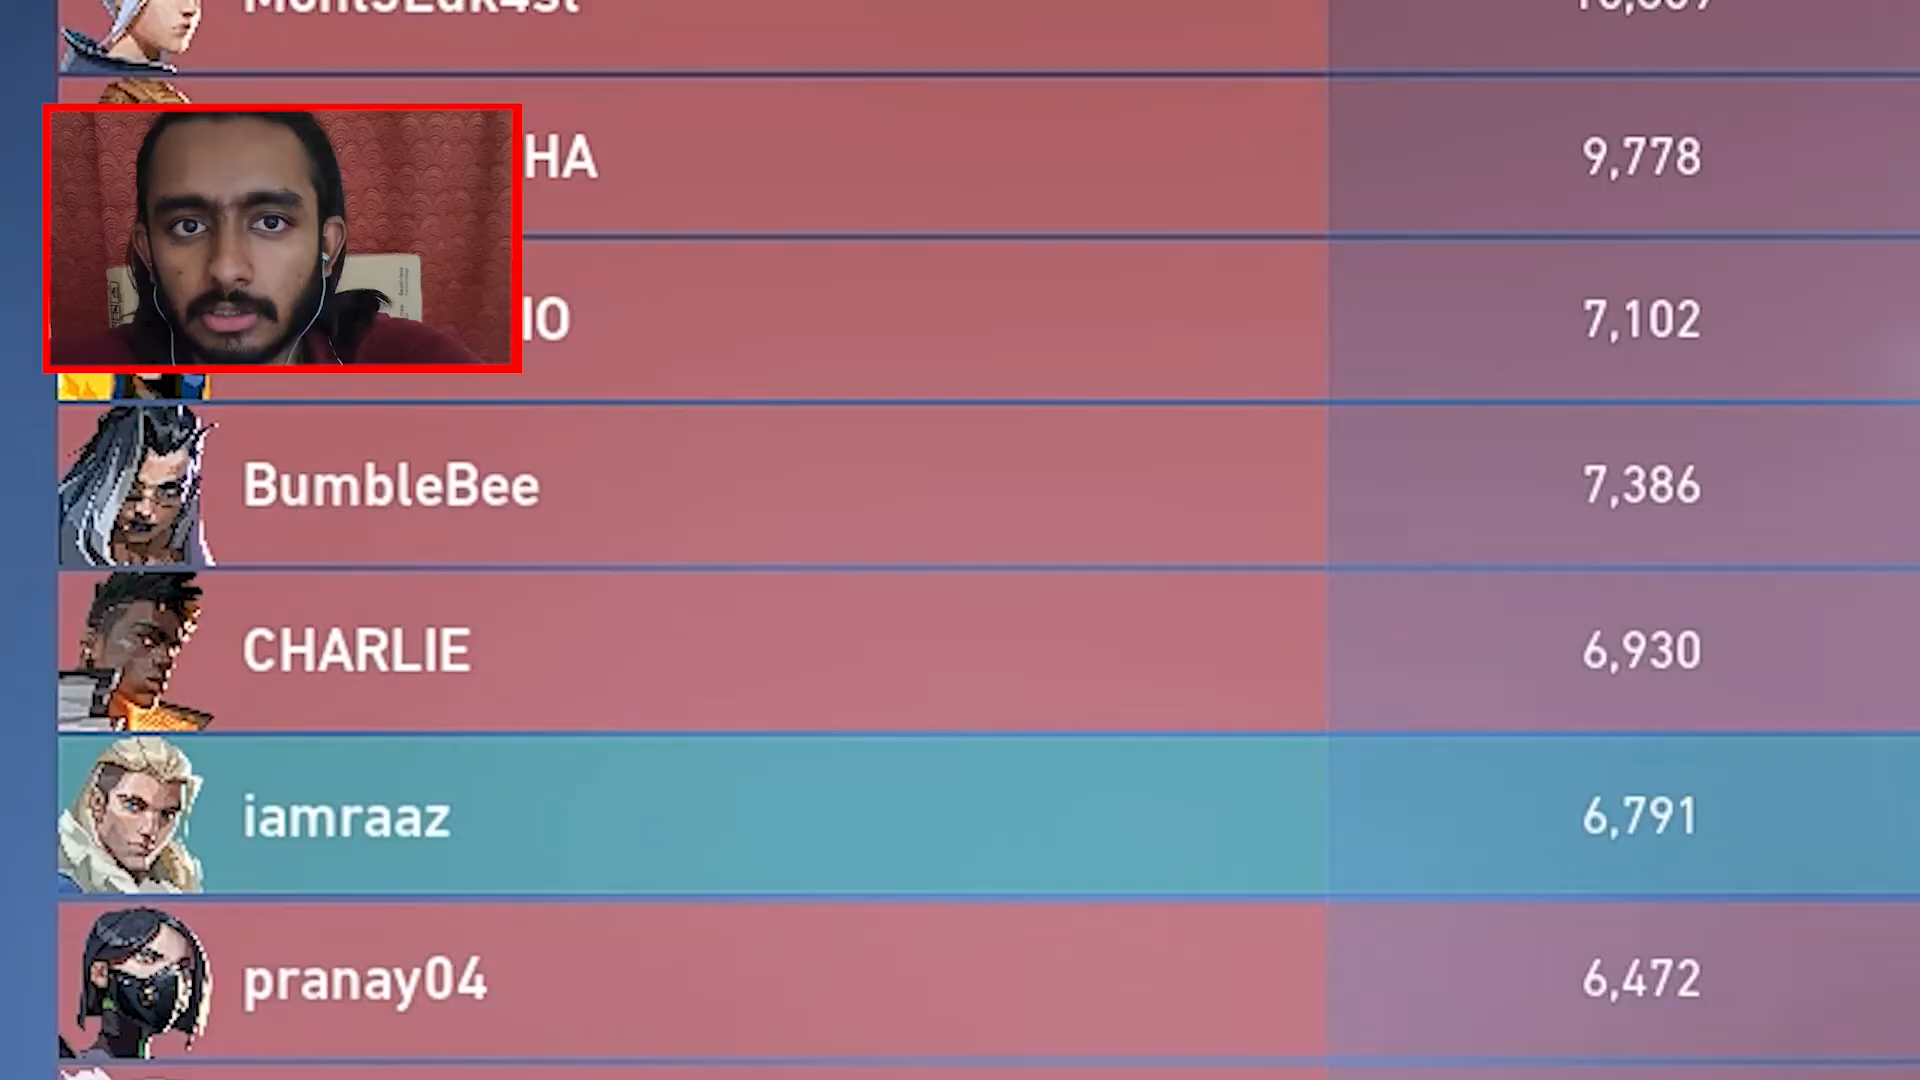 HA 9,778
IO 7,102
BumbleBee 7,386
CHARLIE 6,930
iamraaz 6,791
pranay04 6,472